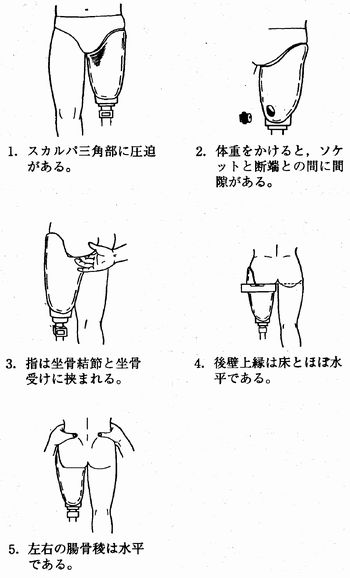 1. スカルパ三角部に圧迫
がある。
2. 体重をかけると，ソケ
ットと断端との間に間
隙がある。
3. 指は坐骨結節と坐骨
受けに挟まれる。
4. 後壁上縁は床とほぼ水
平である。
5. 左右の腸骨稜は水平
である。